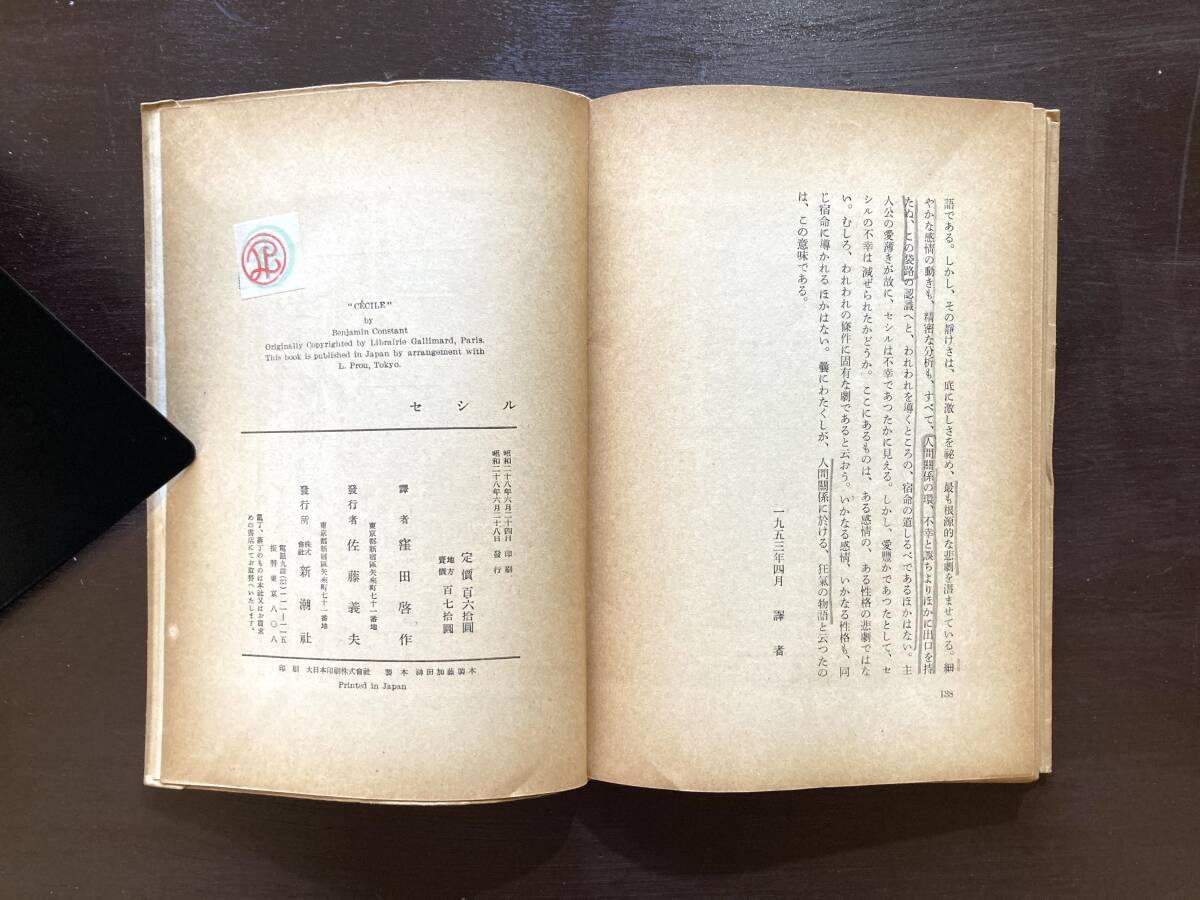 語である。しかし、その靜けさは、底に激しさを祕め、最も根源的な悲劇を潛ませている。細
やかな感情の動きも、精密な分析も、すべて、人間關係の環、不幸と誤ちよりほかに出口を持
たぬ、この袋路の認識へと、われわれを導くところの、宿命の道しるべであるほかはない。主
人公の愛薄きが故に、セシルは不幸であつたかに見える。しかし、愛豐かであつたとして、セ
シルの不幸は減ぜられたかどうか。ここにあるものは、ある感情の、ある性格の悲劇ではな
い。むしろ、われわれの條件に固有な劇であると云おう。いかなる感情、いかなる性格も、同
じ宿命に導かれるほかはない。曩にわたくしが、人間關係に於ける、狂氣の物語と云つたの
は、この意味である。
一九五三年四月 譯者
138
"CÉCILE"
by
Benjamin Constant
Originally Copyrighted by Librairie Gallimard, Paris.
This book is published in Japan by arrangement with
L. Prou, Tokyo.
セシル
昭和二十八年六月二十四日 印刷
昭和二十八年六月二十八日 發行
定價 百六拾圓
地方賣價 百七拾圓
譯者 窪田啓作
東京都新宿區矢來町七十一番地
發行者 佐藤義夫
東京都新宿區矢來町七十一番地
發行所 株式會社 新潮社
電話九段(33)二一一一―一一五
振替東京八〇八
亂丁、落丁のものは本社又はお買求
めの書店にてお取替へいたします。
印刷 大日本印刷株式會社 製本 神田加藤製本
Printed in Japan